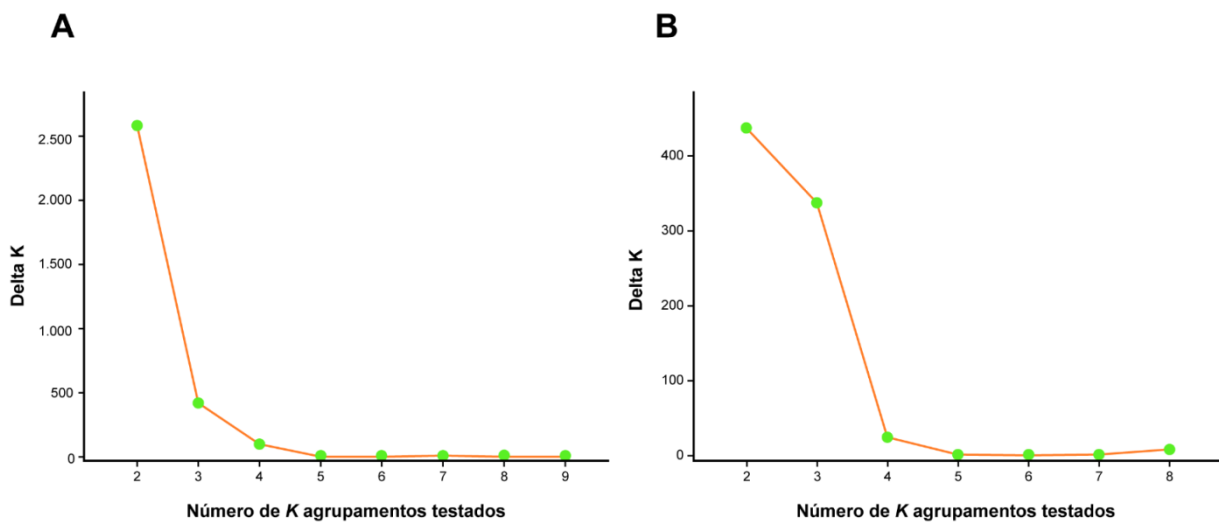 A
2.500
2.000
1.500
1.000
500
0
Delta K
2 3 4 5 6 7 8 9
Número de K agrupamentos testados
B
400
300
200
100
0
Delta K
2 3 4 5 6 7 8
Número de K agrupamentos testados